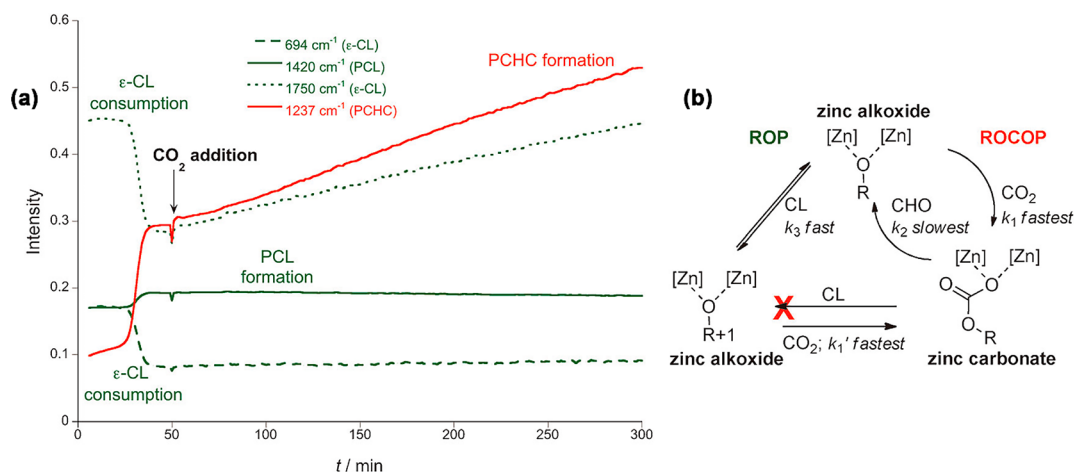 (a)
0.6
0.5
0.4
0.3
0.2
0.1
0
Intensity
0
50
100
150
200
250
300
t / min
694 cm⁻¹ (ε-CL)
1420 cm⁻¹ (PCL)
1750 cm⁻¹ (ε-CL)
1237 cm⁻¹ (PCHC)
ε-CL
consumption
CO₂ addition
PCHC formation
PCL
formation
ε-CL
consumption
(b)
zinc alkoxide
ROP
[Zn] [Zn]
ROCOP
O
R
CL
k₃ fast
CHO
k₂ slowest
CO₂
k₁ fastest
[Zn] [Zn]
O
R+1
zinc alkoxide
CL
X
CO₂; k₁' fastest
[Zn] [Zn]
O
O
O
R
zinc carbonate